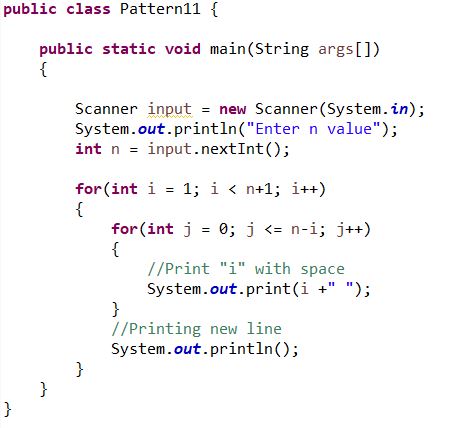 public class Pattern11 {
public static void main(String args[])
{
Scanner input = new Scanner(System.in);
System.out.println("Enter n value");
int n = input.nextInt();
for(int i = 1; i < n+1; i++)
{
for(int j = 0; j <= n-i; j++)
{
//Print "i" with space
System.out.print(i +" ");
}
//Printing new line
System.out.println();
}
}
}